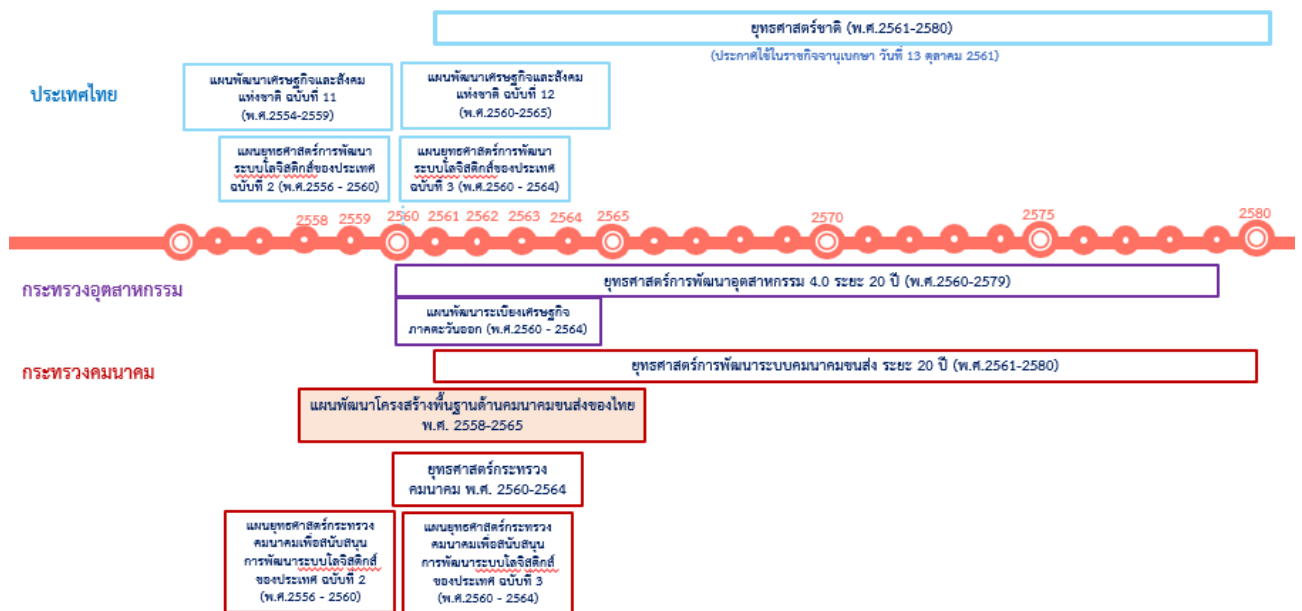 ยุทธศาสตร์ชาติ (พ.ศ.2561-2580)
(ประกาศใช้ในราชกิจจานุเบกษา วันที่ 13 ตุลาคม 2561)
ประเทศไทย
แผนพัฒนาเศรษฐกิจและสังคม
แห่งชาติ ฉบับที่ 11
(พ.ศ.2554-2559)
แผนพัฒนาเศรษฐกิจและสังคม
แห่งชาติ ฉบับที่ 12
(พ.ศ.2560-2565)
แผนยุทธศาสตร์การพัฒนา
ระบบโลจิสติกส์ของประเทศ
ฉบับที่ 2 (พ.ศ.2556 - 2560)
แผนยุทธศาสตร์การพัฒนา
ระบบโลจิสติกส์ของประเทศ
ฉบับที่ 3 (พ.ศ.2560 - 2564)
2558 2559 2560 2561 2562 2563 2564 2565 2570 2575 2580
กระทรวงอุตสาหกรรม
ยุทธศาสตร์การพัฒนาอุตสาหกรรม 4.0 ระยะ 20 ปี (พ.ศ.2560-2579)
แผนพัฒนาระเบียงเศรษฐกิจ
ภาคตะวันออก (พ.ศ.2560 - 2564)
กระทรวงคมนาคม
ยุทธศาสตร์การพัฒนาระบบคมนาคมขนส่ง ระยะ 20 ปี (พ.ศ.2561-2580)
แผนพัฒนาโครงสร้างพื้นฐานด้านคมนาคมขนส่งของไทย
พ.ศ. 2558-2565
ยุทธศาสตร์กระทรวง
คมนาคม พ.ศ. 2560-2564
แผนยุทธศาสตร์กระทรวง
คมนาคมเพื่อสนับสนุน
การพัฒนาระบบโลจิสติกส์
ของประเทศ ฉบับที่ 2
(พ.ศ.2556 - 2560)
แผนยุทธศาสตร์กระทรวง
คมนาคมเพื่อสนับสนุน
การพัฒนาระบบโลจิสติกส์
ของประเทศ ฉบับที่ 3
(พ.ศ.2560 - 2564)